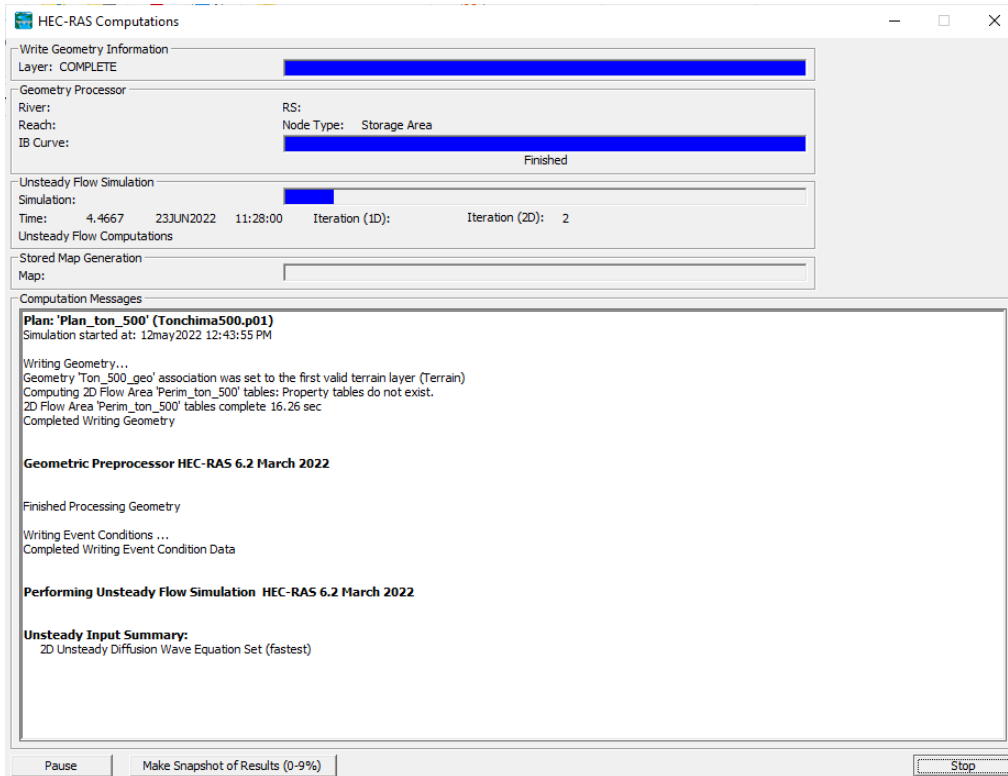 HEC-RAS Computations
Write Geometry Information
Layer: COMPLETE
Geometry Processor
River: RS:
Reach: Node Type: Storage Area
IB Curve:
Finished
Unsteady Flow Simulation
Simulation:
Time: 4.4667 23JUN2022 11:28:00 Iteration (1D): Iteration (2D): 2
Unsteady Flow Computations
Stored Map Generation
Map:
Computation Messages
Plan: 'Plan_ton_500' (Tonchima500.p01)
Simulation started at: 12may2022 12:43:55 PM
Writing Geometry...
Geometry 'Ton_500_geo' association was set to the first valid terrain layer (Terrain)
Computing 2D Flow Area 'Perim_ton_500' tables: Property tables do not exist.
2D Flow Area 'Perim_ton_500' tables complete 16.26 sec
Completed Writing Geometry
Geometric Preprocessor HEC-RAS 6.2 March 2022
Finished Processing Geometry
Writing Event Conditions ...
Completed Writing Event Condition Data
Performing Unsteady Flow Simulation HEC-RAS 6.2 March 2022
Unsteady Input Summary:
2D Unsteady Diffusion Wave Equation Set (fastest)
Pause Make Snapshot of Results (0-9%) Stop